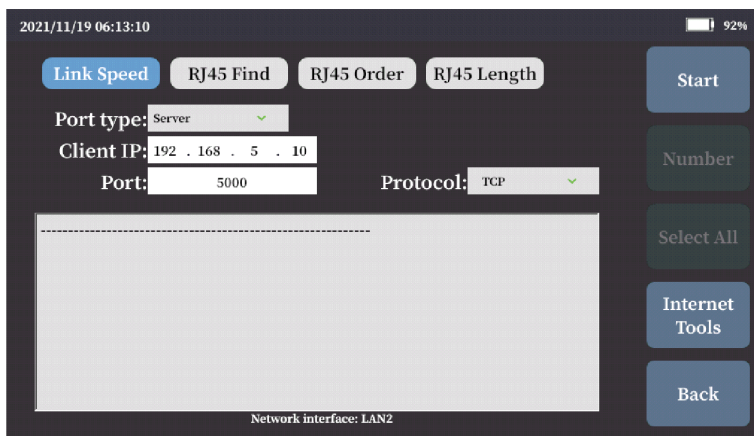 2021/11/19 06:13:10
92%
Link Speed
RJ45 Find
RJ45 Order
RJ45 Length
Start
Port type: Server
Client IP: 192 . 168 . 5 . 10
Number
Port: 5000
Protocol: TCP
Select All
------------------------------------------------------------
Internet
Tools
Back
Network interface: LAN2